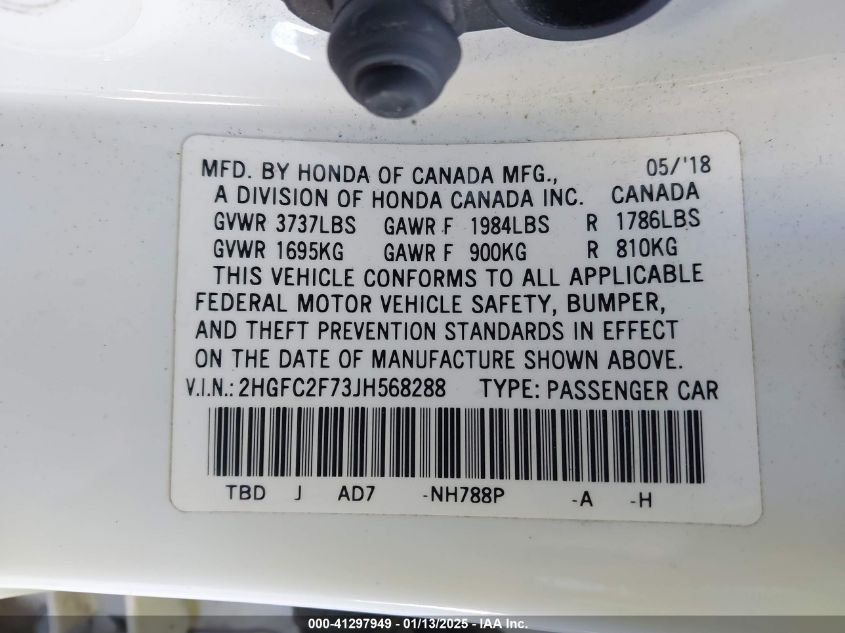 MFD. BY HONDA OF CANADA MFG., 05/'18
A DIVISION OF HONDA CANADA INC. CANADA
GVWR 3737LBS GAWR F 1984LBS R 1786LBS
GVWR 1695KG GAWR F 900KG R 810KG
THIS VEHICLE CONFORMS TO ALL APPLICABLE
FEDERAL MOTOR VEHICLE SAFETY, BUMPER,
AND THEFT PREVENTION STANDARDS IN EFFECT
ON THE DATE OF MANUFACTURE SHOWN ABOVE.
V.I.N.: 2HGFC2F73JH568288 TYPE: PASSENGER CAR
TBD J AD7 -NH788P -A -H
000-41297949 — 01/13/2025 - IAA Inc.